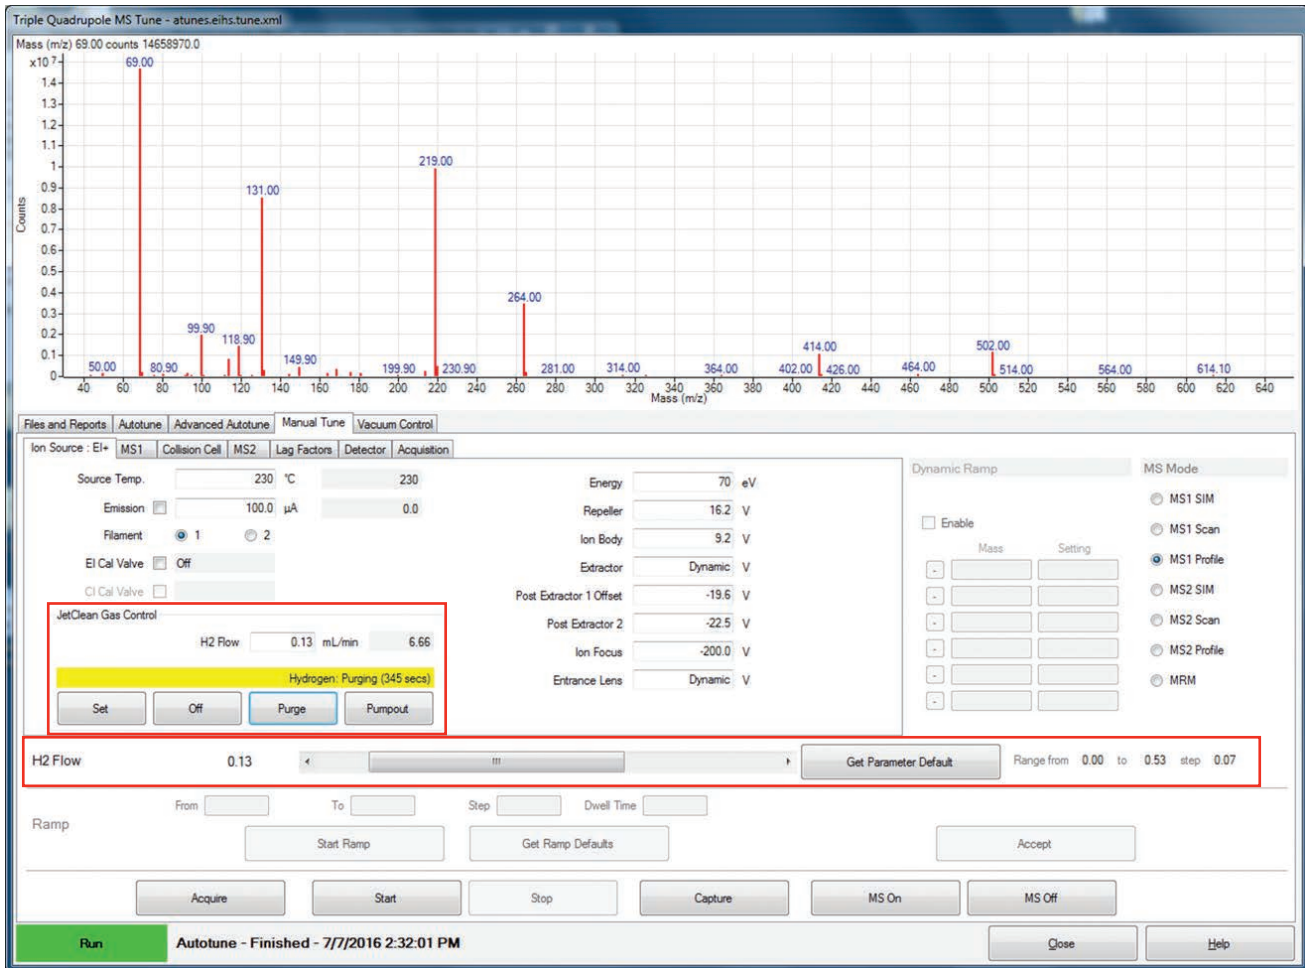 Triple Quadrupole MS Tune - atunes.eihs.tune.xml
Mass (m/z) 69.00 counts 14658970.0
x10 7
1.4
1.3
1.2
1.1
1
0.9
0.8
0.7
0.6
0.5
0.4
0.3
0.2
0.1
0
Counts
69.00
219.00
131.00
264.00
99.90
118.90
414.00
502.00
50.00 80.90 149.90 199.90 230.90 281.00 314.00 364.00 402.00 426.00 464.00 514.00 564.00 614.10
40 60 80 100 120 140 160 180 200 220 240 260 280 300 320 340 360 380 400 420 440 460 480 500 520 540 560 580 600 620 640
Mass (m/z)
Files and Reports Autotune Advanced Autotune Manual Tune Vacuum Control
Ion Source : EI+ MS1 Collision Cell MS2 Lag Factors Detector Acquisition
Source Temp. 230 °C 230
Emission 100.0 µA 0.0
Filament 1 2
EI Cal Valve Off
CI Cal Valve
JetClean Gas Control
H2 Flow 0.13 mL/min 6.66
Hydrogen: Purging (345 secs)
Set Off Purge Pumpout
Energy 70 eV
Repeller 16.2 V
Ion Body 9.2 V
Extractor Dynamic V
Post Extractor 1 Offset -19.6 V
Post Extractor 2 -22.5 V
Ion Focus -200.0 V
Entrance Lens Dynamic V
Dynamic Ramp
Enable
Mass Setting
-
-
-
-
-
-
MS Mode
MS1 SIM
MS1 Scan
MS1 Profile
MS2 SIM
MS2 Scan
MS2 Profile
MRM
H2 Flow 0.13 Get Parameter Default Range from 0.00 to 0.53 step 0.07
Ramp
From To Step Dwell Time
Start Ramp Get Ramp Defaults Accept
Acquire Start Stop Capture MS On MS Off
Run Autotune - Finished - 7/7/2016 2:32:01 PM Close Help